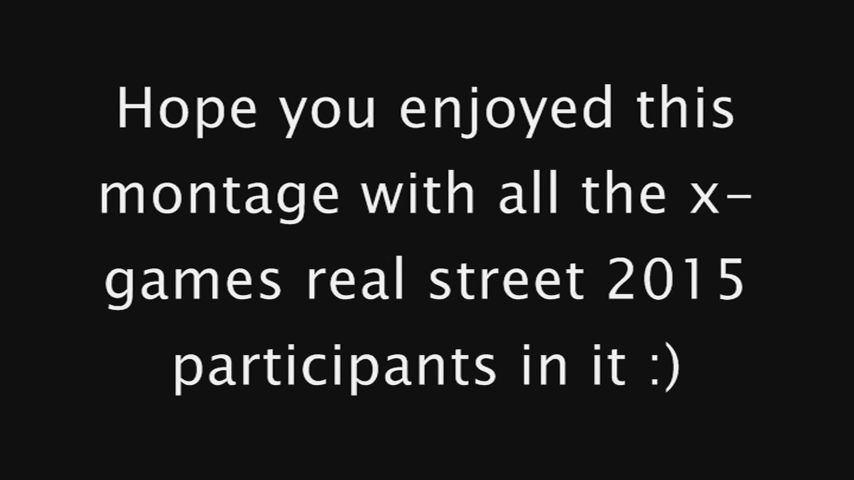 Hope you enjoyed this
montage with all the x-
games real street 2015
participants in it :)